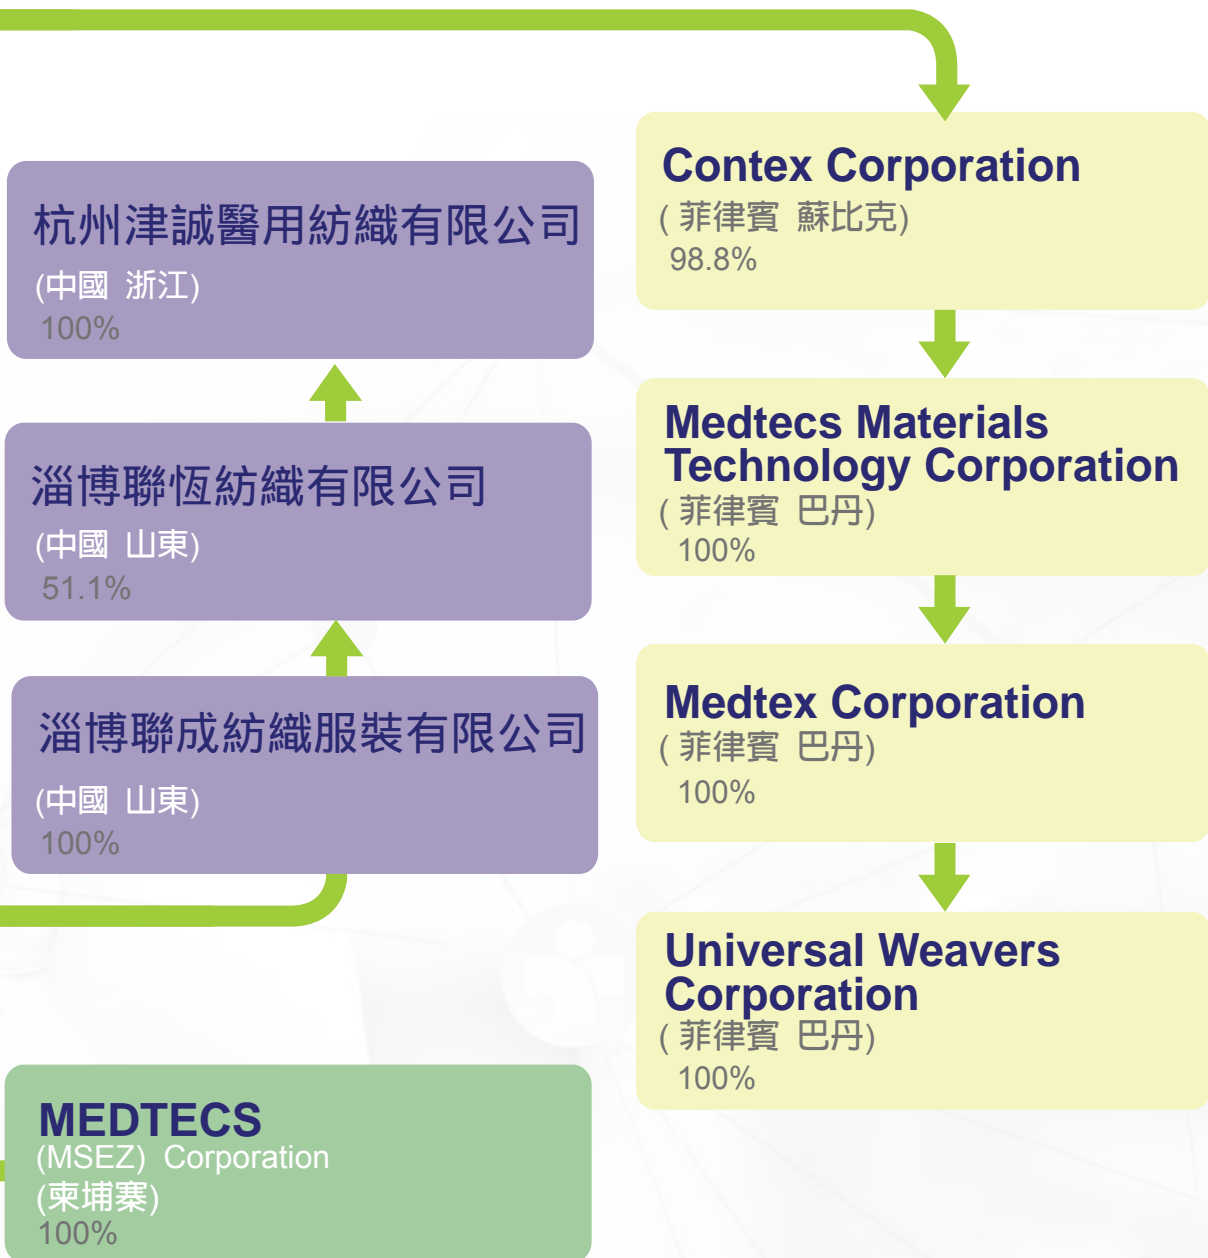 杭州津誠醫用紡織有限公司
(中國 浙江)
100%
淄博聯恆紡織有限公司
(中國 山東)
51.1%
淄博聯成紡織服裝有限公司
(中國 山東)
100%
MEDTECS
(MSEZ) Corporation
(柬埔寨)
100%
Contex Corporation
( 菲律賓 蘇比克)
98.8%
Medtecs Materials
Technology Corporation
( 菲律賓 巴丹)
100%
Medtex Corporation
( 菲律賓 巴丹)
100%
Universal Weavers
Corporation
( 菲律賓 巴丹)
100%